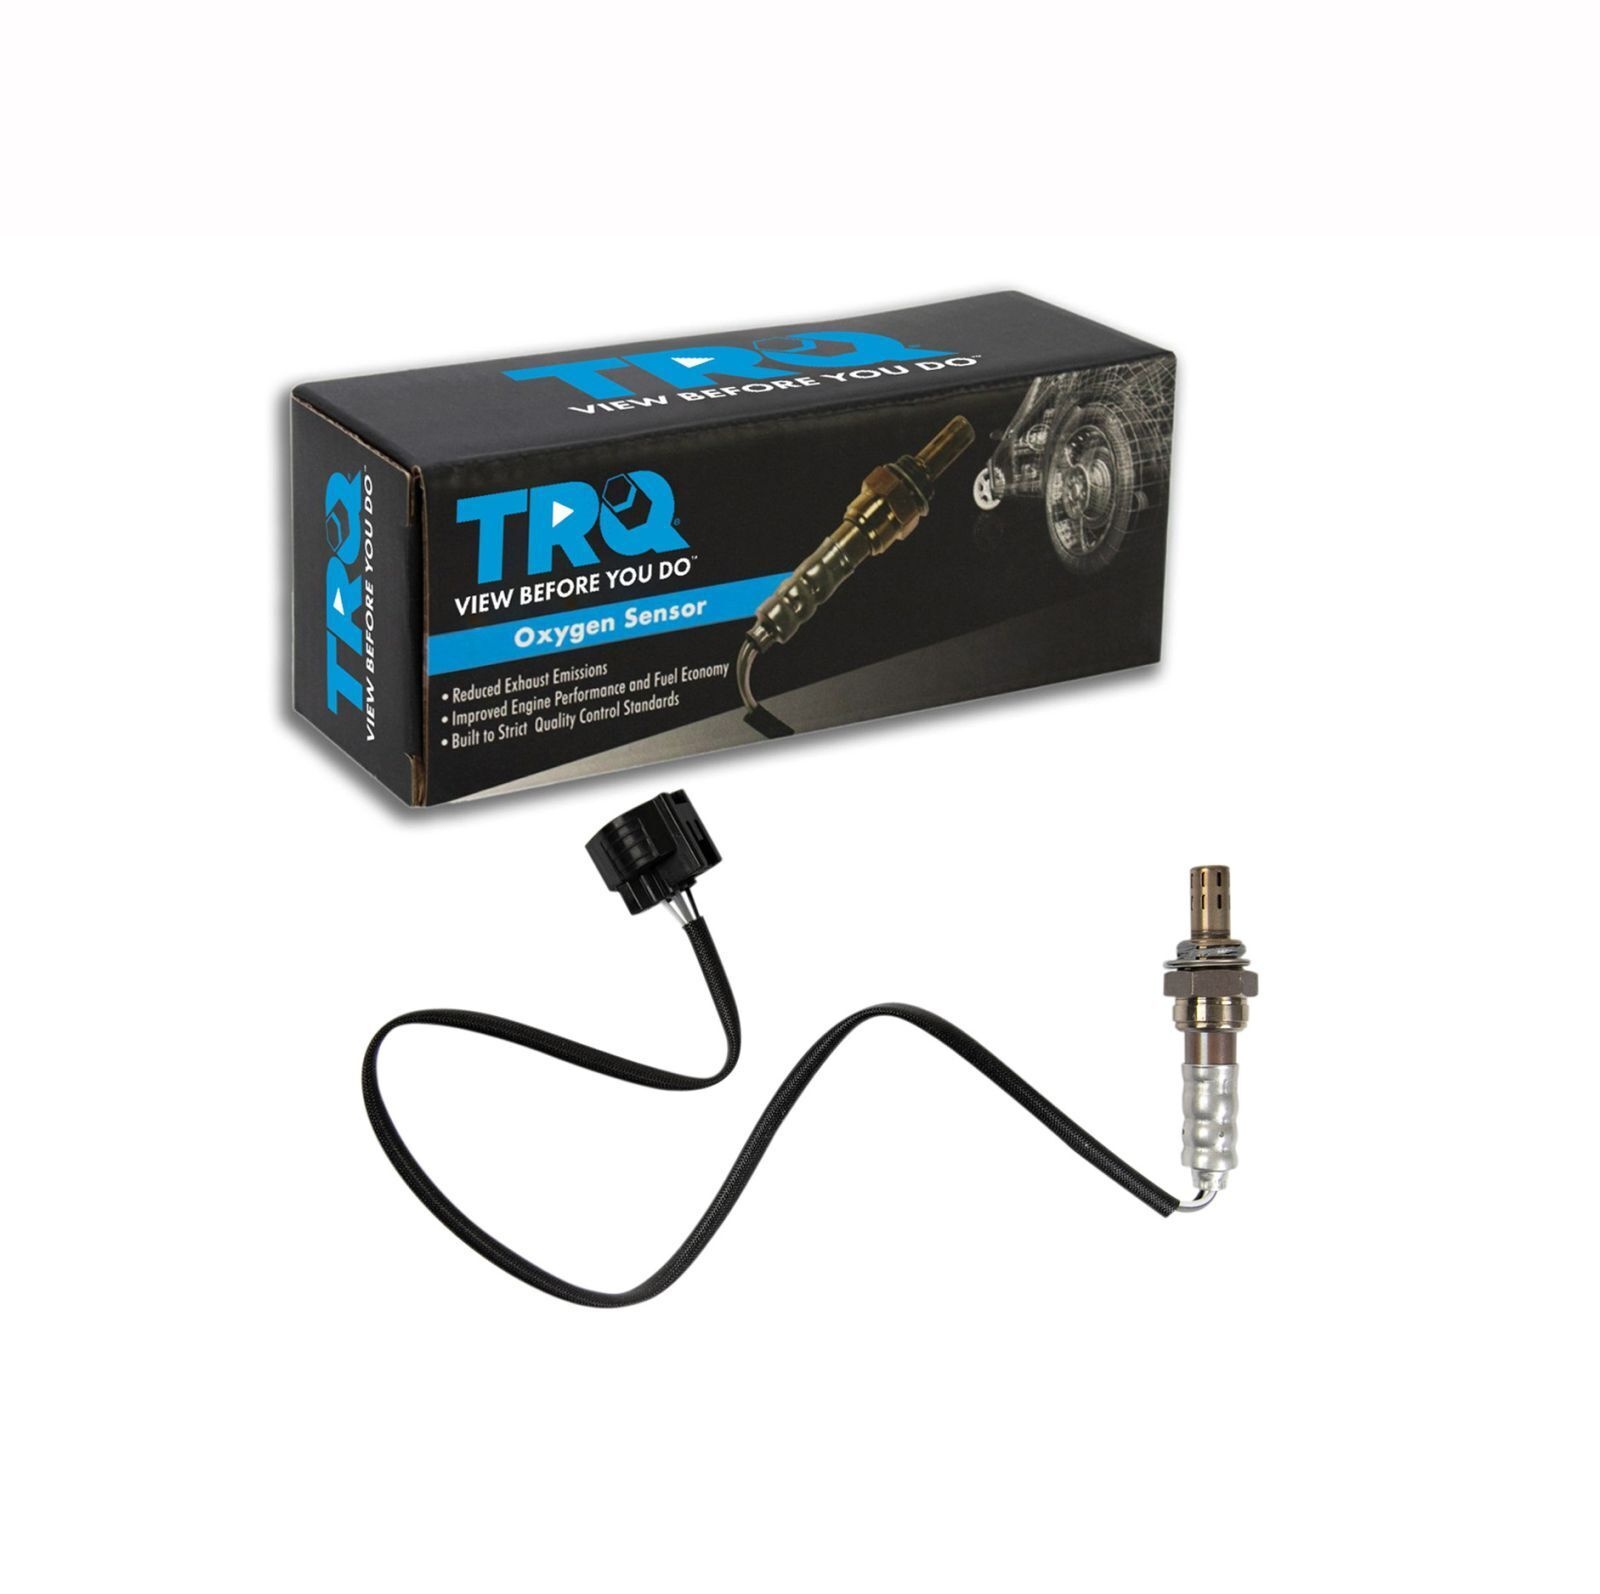 TRQ
VIEW BEFORE YOU DO™
TRQ®
VIEW BEFORE YOU DO™
Oxygen Sensor
• Reduced Exhaust Emissions
• Improved Engine Performance and Fuel Economy
• Built to Strict Quality Control Standards
TRQ
VIEW BEFORE YOU DO™